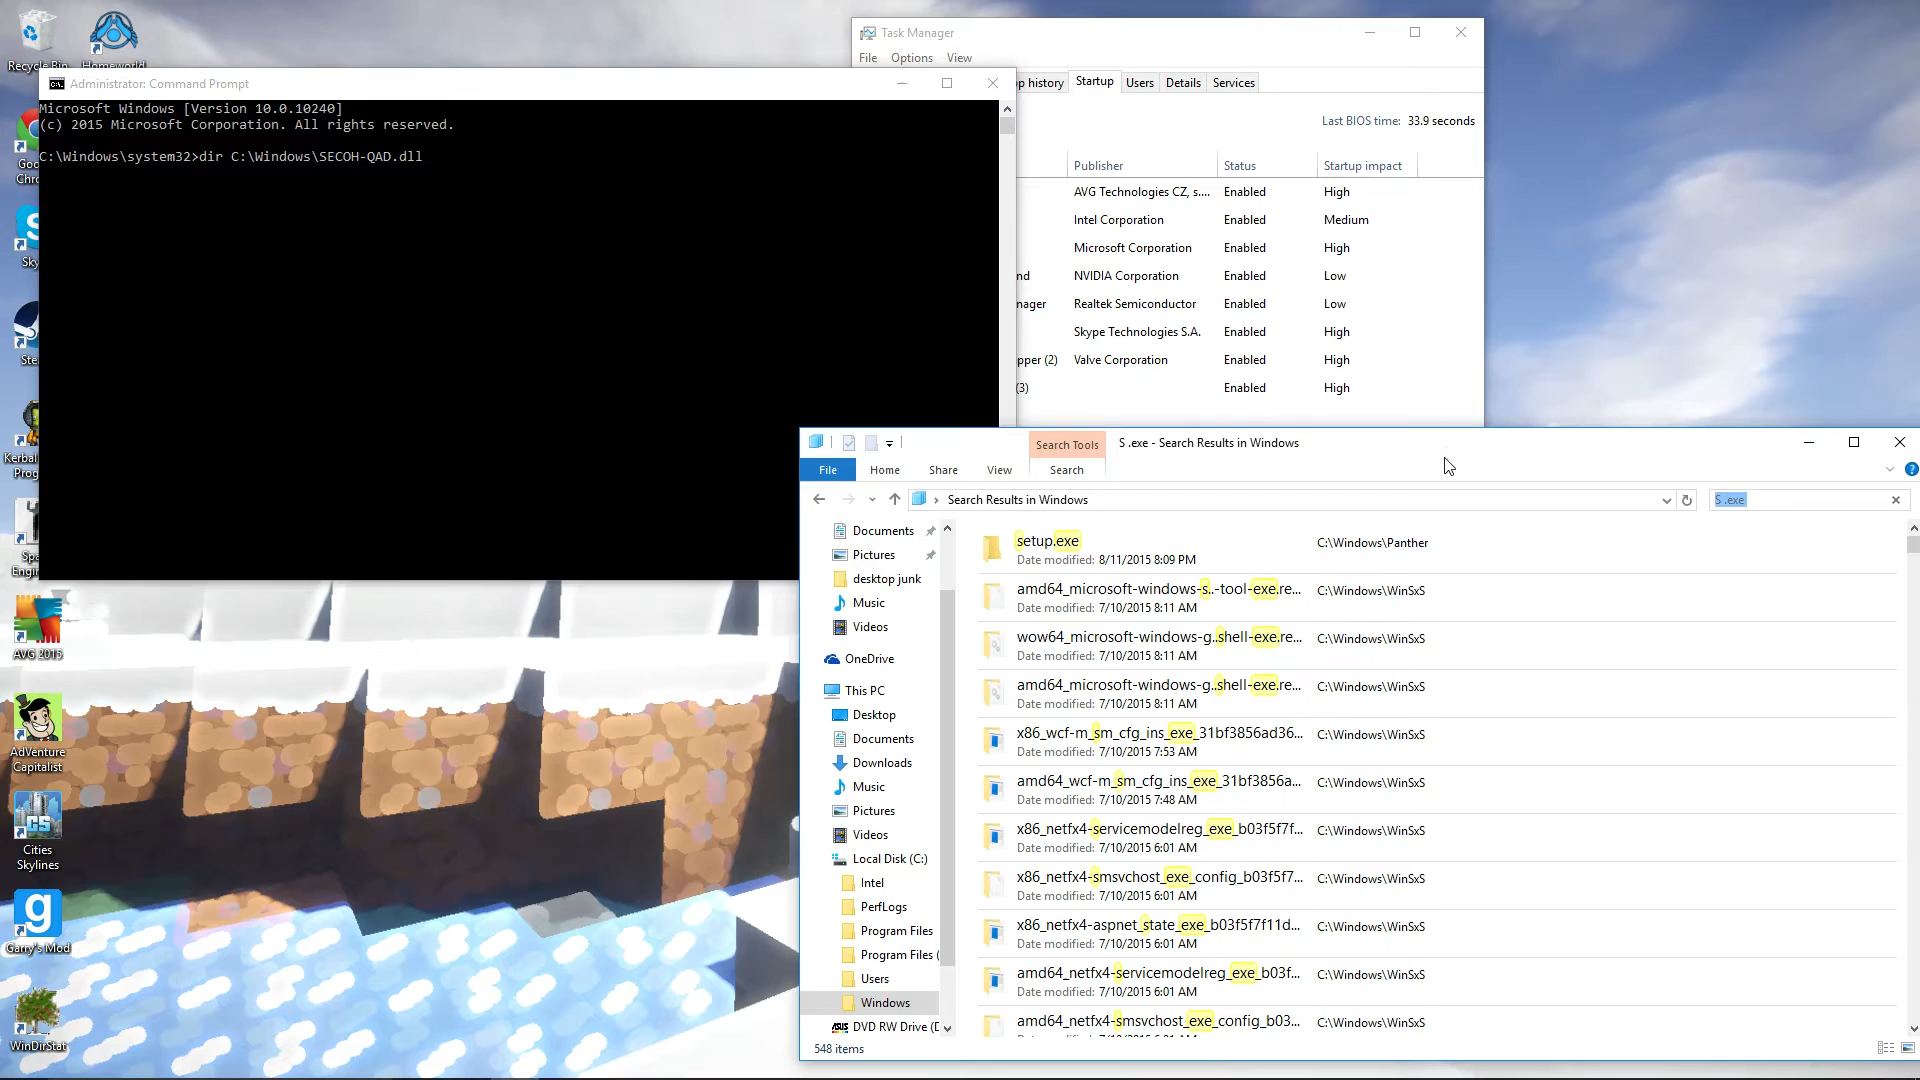 Recycle Bin
Homeworld
Chro
Sky
Ste
Kerbal
Prog
Spa
Engin
AVG 2015
AdVenture
Capitalist
Cities
Skylines
Garry's Mod
WinDirStat
Administrator: Command Prompt
Microsoft Windows [Version 10.0.10240]
(c) 2015 Microsoft Corporation. All rights reserved.
C:\Windows\system32>dir C:\Windows\SECOH-QAD.dll
Task Manager
File Options View
pp history Startup Users Details Services
Last BIOS time: 33.9 seconds
Publisher Status Startup impact
AVG Technologies CZ, s.... Enabled High
Intel Corporation Enabled Medium
Microsoft Corporation Enabled High
nd NVIDIA Corporation Enabled Low
nager Realtek Semiconductor Enabled Low
Skype Technologies S.A. Enabled High
pper (2) Valve Corporation Enabled High
(3) Enabled High
Search Tools S .exe - Search Results in Windows
File Home Share View Search
Search Results in Windows S .exe
Documents
Pictures
desktop junk
Music
Videos
OneDrive
This PC
Desktop
Documents
Downloads
Music
Pictures
Videos
Local Disk (C:)
Intel
PerfLogs
Program Files
Program Files (
Users
Windows
DVD RW Drive (D
setup.exe C:\Windows\Panther
Date modified: 8/11/2015 8:09 PM
amd64_microsoft-windows-s..-tool-exe.re... C:\Windows\WinSxS
Date modified: 7/10/2015 8:11 AM
wow64_microsoft-windows-g..shell-exe.re... C:\Windows\WinSxS
Date modified: 7/10/2015 8:11 AM
amd64_microsoft-windows-g..shell-exe.re... C:\Windows\WinSxS
Date modified: 7/10/2015 8:11 AM
x86_wcf-m_sm_cfg_ins_exe_31bf3856ad36... C:\Windows\WinSxS
Date modified: 7/10/2015 7:53 AM
amd64_wcf-m_sm_cfg_ins_exe_31bf3856a... C:\Windows\WinSxS
Date modified: 7/10/2015 7:48 AM
x86_netfx4-servicemodelreg_exe_b03f5f7f... C:\Windows\WinSxS
Date modified: 7/10/2015 6:01 AM
x86_netfx4-smsvchost_exe_config_b03f5f7... C:\Windows\WinSxS
Date modified: 7/10/2015 6:01 AM
x86_netfx4-aspnet_state_exe_b03f5f7f11d... C:\Windows\WinSxS
Date modified: 7/10/2015 6:01 AM
amd64_netfx4-servicemodelreg_exe_b03f... C:\Windows\WinSxS
Date modified: 7/10/2015 6:01 AM
amd64_netfx4-smsvchost_exe_config_b03... C:\Windows\WinSxS
548 items